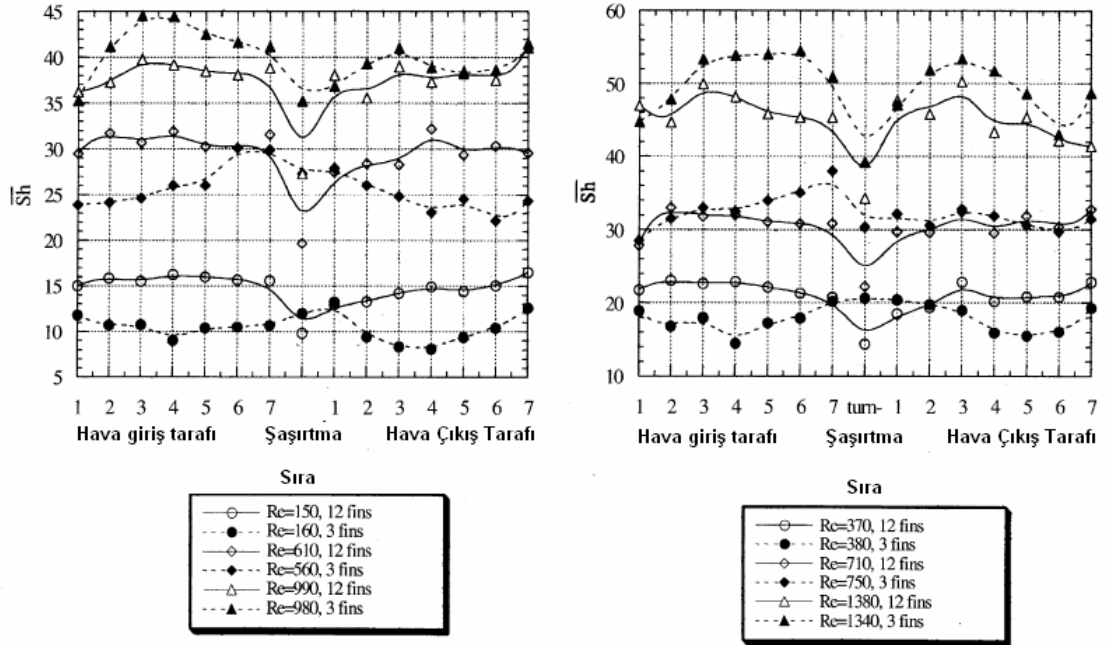 45
40
35
30
25
20
15
10
5
Sh
1 2 3 4 5 6 7 1 2 3 4 5 6 7
Hava giriş tarafı Şaşırtma Hava Çıkış Tarafı
Sıra
Re=150, 12 fins
Re=160, 3 fins
Re=610, 12 fins
Re=560, 3 fins
Re=990, 12 fins
Re=980, 3 fins
60
50
40
30
20
10
Sh
1 2 3 4 5 6 7 turn- 1 2 3 4 5 6 7
Hava giriş tarafı Şaşırtma Hava Çıkış Tarafı
Sıra
Re=370, 12 fins
Re=380, 3 fins
Re=710, 12 fins
Re=750, 3 fins
Re=1380, 12 fins
Re=1340, 3 fins